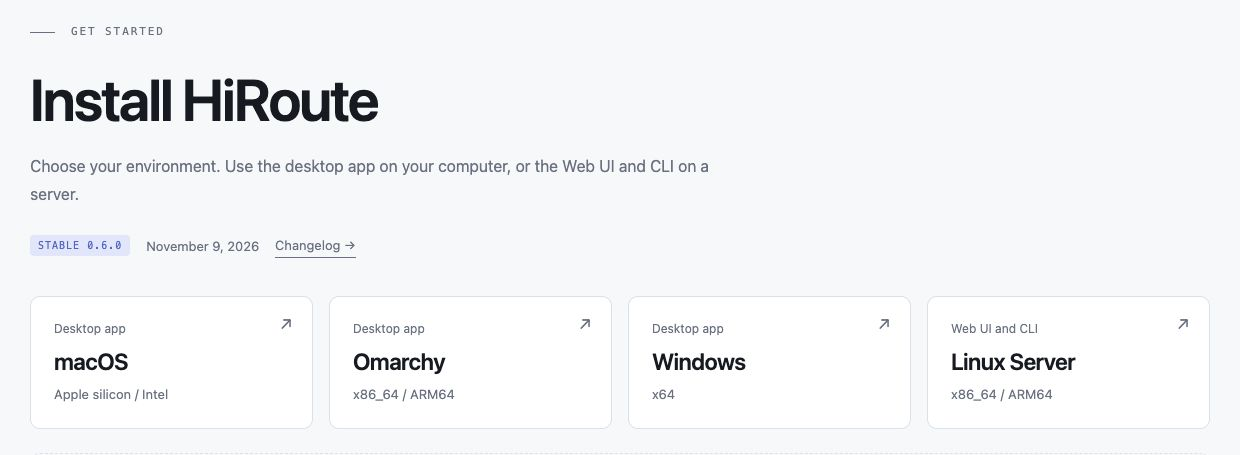 GET STARTED
Install HiRoute
Choose your environment. Use the desktop app on your computer, or the Web UI and CLI on a
server.
STABLE 0.6.0 November 9, 2026 Changelog →
Desktop app
macOS
Apple silicon / Intel
Desktop app
Omarchy
x86_64 / ARM64
Desktop app
Windows
x64
Web UI and CLI
Linux Server
x86_64 / ARM64